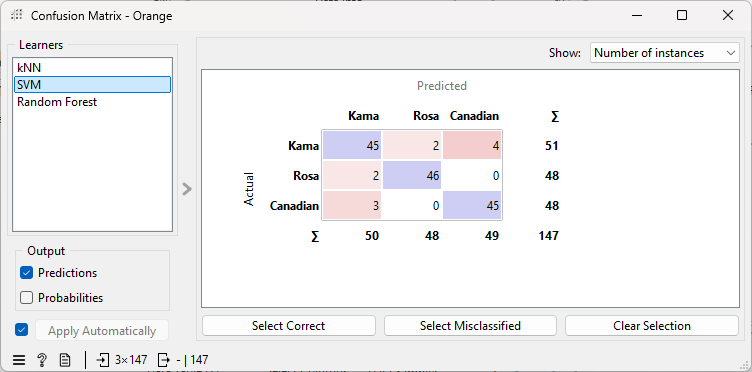 Confusion Matrix - Orange
Learners
kNN
SVM
Random Forest
Output
Predictions
Probabilities
Apply Automatically
Show: Number of instances
Predicted
Kama Rosa Canadian ∑
Actual
Kama 45 2 4 51
Rosa 2 46 0 48
Canadian 3 0 45 48
∑ 50 48 49 147
Select Correct Select Misclassified Clear Selection
3×147 - | 147